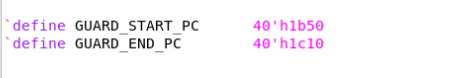 `define GUARD_START_PC 40'h1b50
`define GUARD_END_PC 40'h1c10